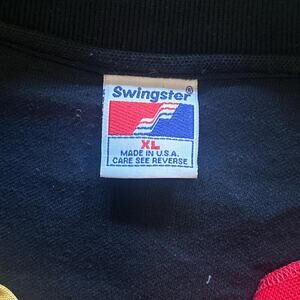 Swingster®
XL
MADE IN U.S.A.
CARE SEE REVERSE